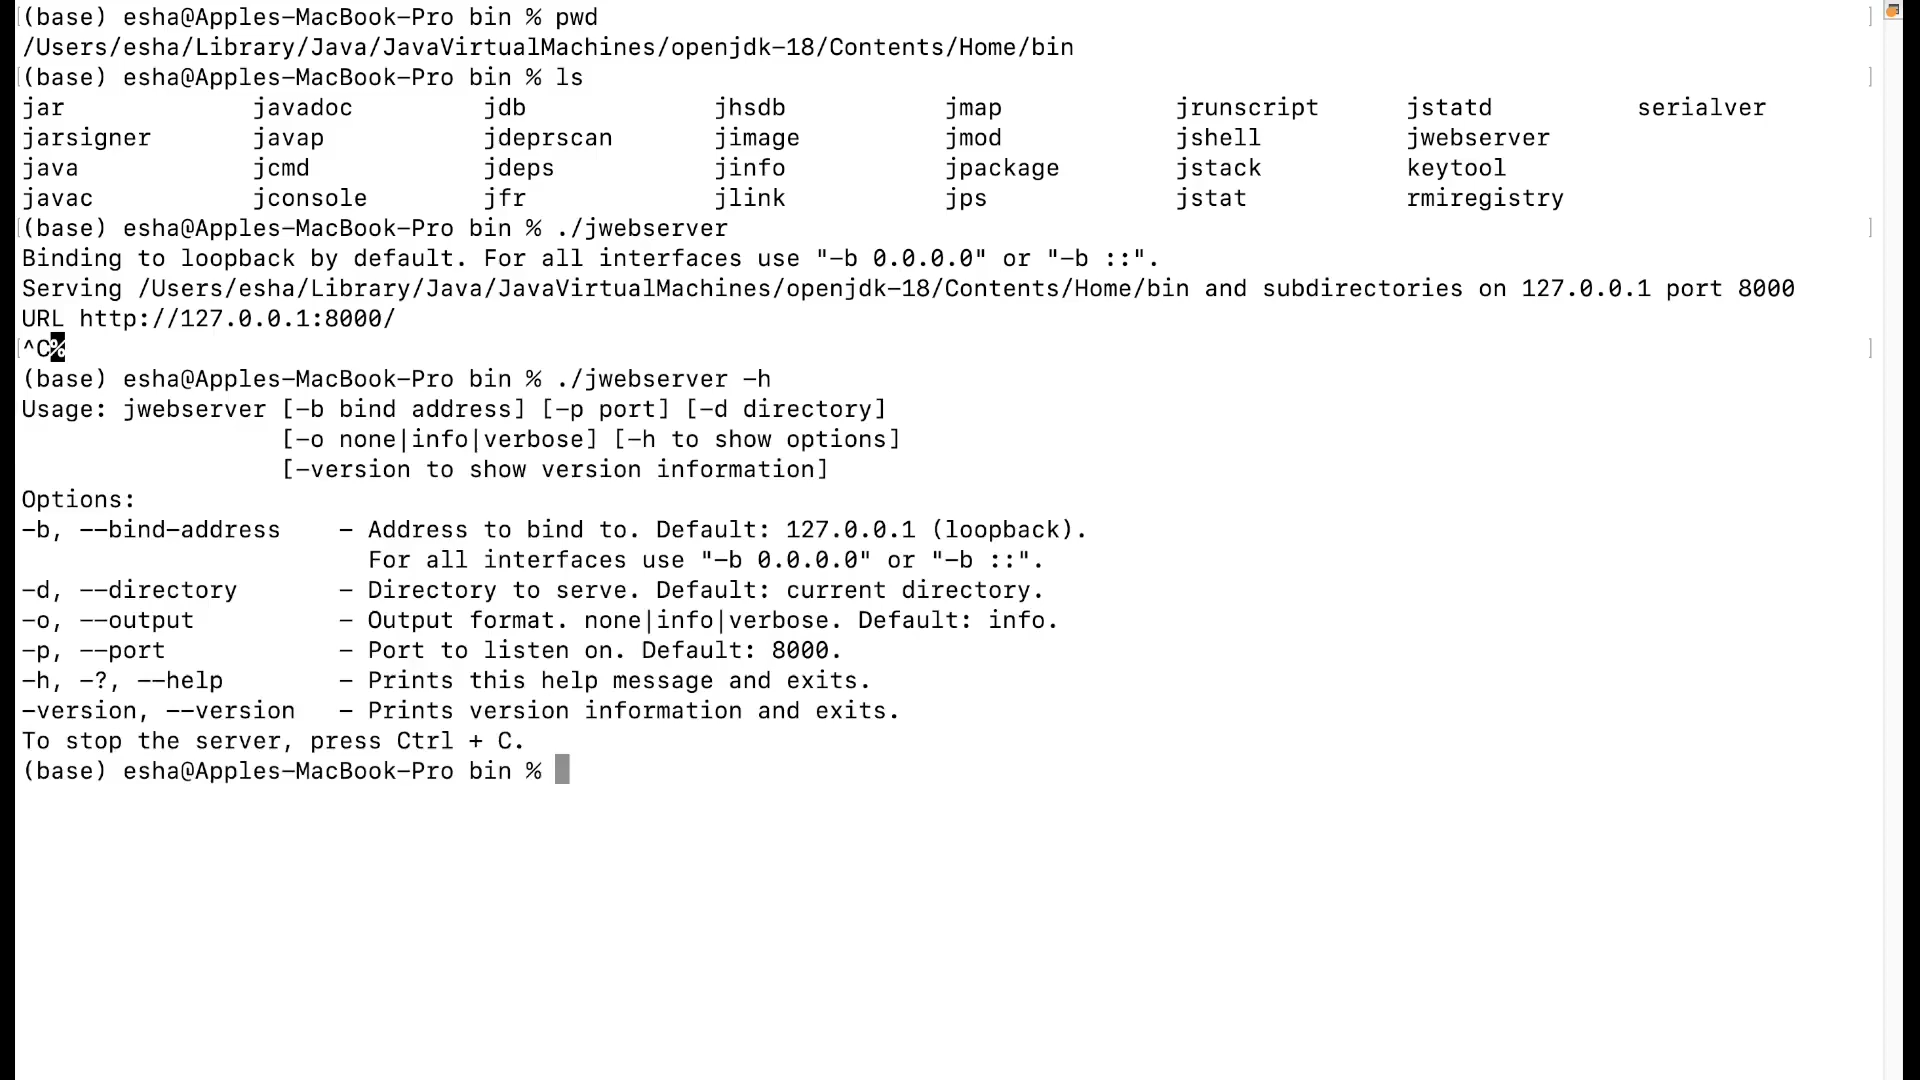 (base) esha@Apples-MacBook-Pro bin % pwd
/Users/esha/Library/Java/JavaVirtualMachines/openjdk-18/Contents/Home/bin
(base) esha@Apples-MacBook-Pro bin % ls
jar javadoc jdb jhsdb jmap jrunscript jstatd serialver
jarsigner javap jdeprscan jimage jmod jshell jwebserver
java jcmd jdeps jinfo jpackage jstack keytool
javac jconsole jfr jlink jps jstat rmiregistry
(base) esha@Apples-MacBook-Pro bin % ./jwebserver
Binding to loopback by default. For all interfaces use "-b 0.0.0.0" or "-b ::".
Serving /Users/esha/Library/Java/JavaVirtualMachines/openjdk-18/Contents/Home/bin and subdirectories on 127.0.0.1 port 8000
URL http://127.0.0.1:8000/
^C%
(base) esha@Apples-MacBook-Pro bin % ./jwebserver -h
Usage: jwebserver [-b bind address] [-p port] [-d directory]
[-o none|info|verbose] [-h to show options]
[-version to show version information]
Options:
-b, --bind-address - Address to bind to. Default: 127.0.0.1 (loopback).
For all interfaces use "-b 0.0.0.0" or "-b ::".
-d, --directory - Directory to serve. Default: current directory.
-o, --output - Output format. none|info|verbose. Default: info.
-p, --port - Port to listen on. Default: 8000.
-h, -?, --help - Prints this help message and exits.
-version, --version - Prints version information and exits.
To stop the server, press Ctrl + C.
(base) esha@Apples-MacBook-Pro bin %